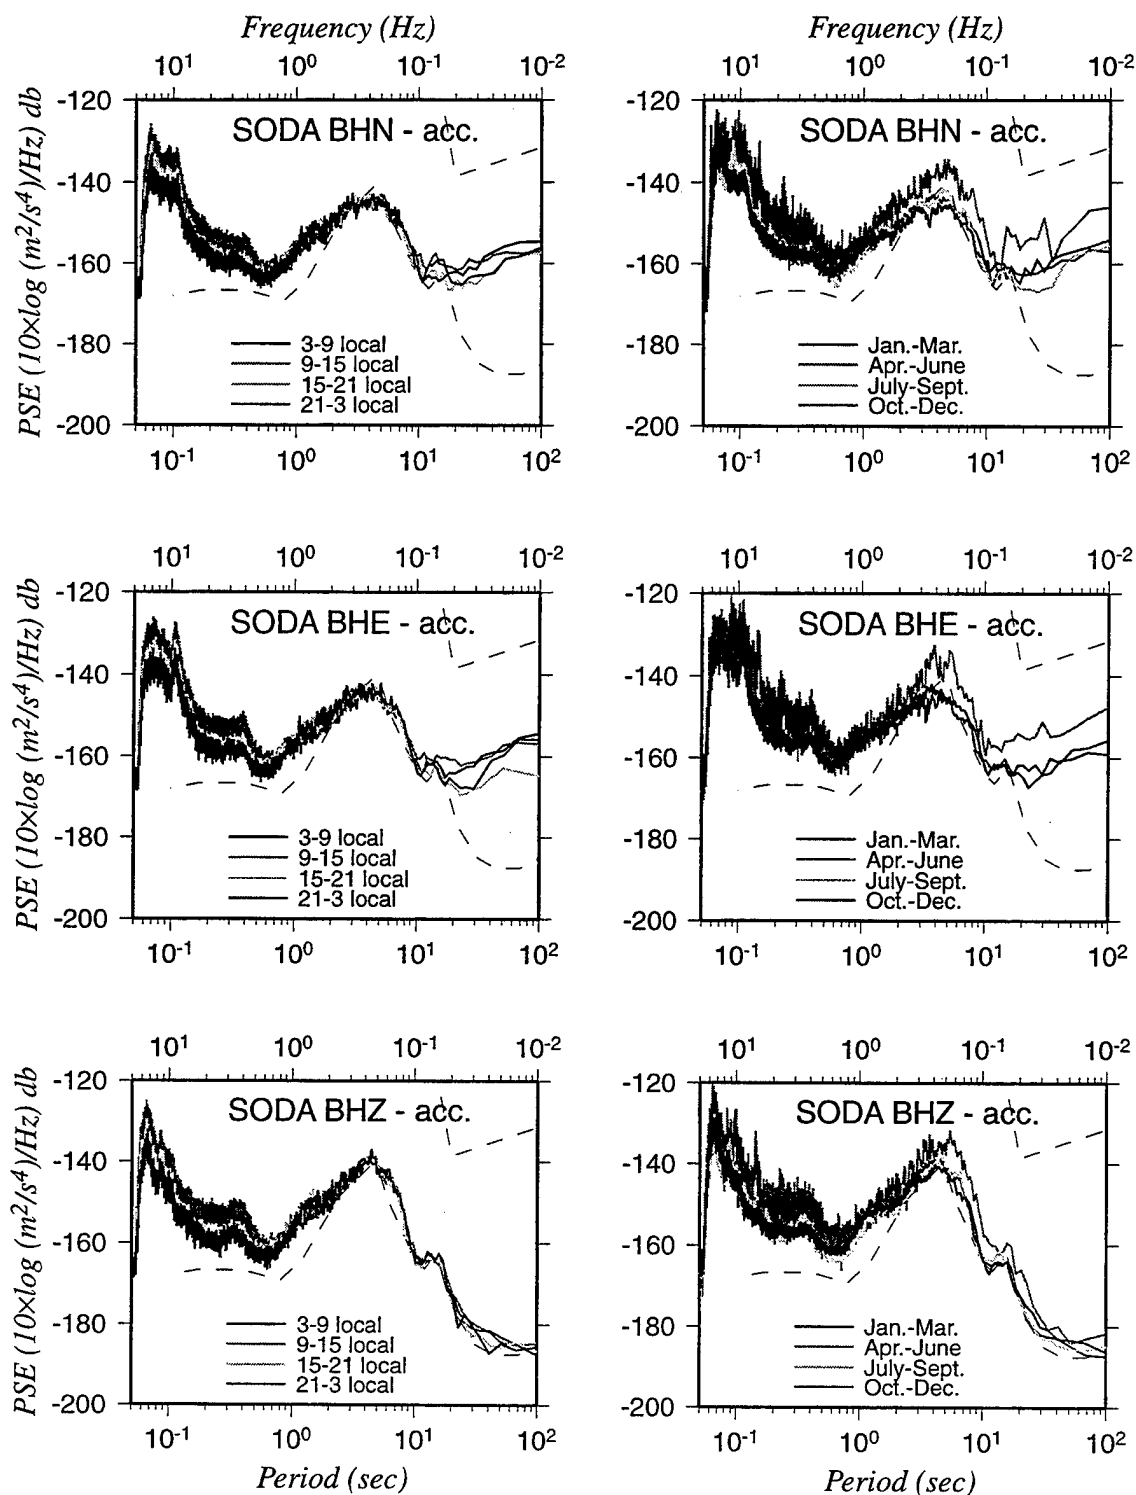 Frequency (Hz)
10¹ 10⁰ 10⁻¹ 10⁻²
PSE (10×log (m²/s⁴)/Hz) db
-120
-140
-160
-180
-200
SODA BHN - acc.
3-9 local
9-15 local
15-21 local
21-3 local
10⁻¹ 10⁰ 10¹ 10²
Frequency (Hz)
10¹ 10⁰ 10⁻¹ 10⁻²
-120
-140
-160
-180
-200
SODA BHN - acc.
Jan.-Mar.
Apr.-June
July-Sept.
Oct.-Dec.
10⁻¹ 10⁰ 10¹ 10²
10¹ 10⁰ 10⁻¹ 10⁻²
PSE (10×log (m²/s⁴)/Hz) db
-120
-140
-160
-180
-200
SODA BHE - acc.
3-9 local
9-15 local
15-21 local
21-3 local
10⁻¹ 10⁰ 10¹ 10²
10¹ 10⁰ 10⁻¹ 10⁻²
-120
-140
-160
-180
-200
SODA BHE - acc.
Jan.-Mar.
Apr.-June
July-Sept.
Oct.-Dec.
10⁻¹ 10⁰ 10¹ 10²
10¹ 10⁰ 10⁻¹ 10⁻²
PSE (10×log (m²/s⁴)/Hz) db
-120
-140
-160
-180
-200
SODA BHZ - acc.
3-9 local
9-15 local
15-21 local
21-3 local
10⁻¹ 10⁰ 10¹ 10²
Period (sec)
10¹ 10⁰ 10⁻¹ 10⁻²
-120
-140
-160
-180
-200
SODA BHZ - acc.
Jan.-Mar.
Apr.-June
July-Sept.
Oct.-Dec.
10⁻¹ 10⁰ 10¹ 10²
Period (sec)